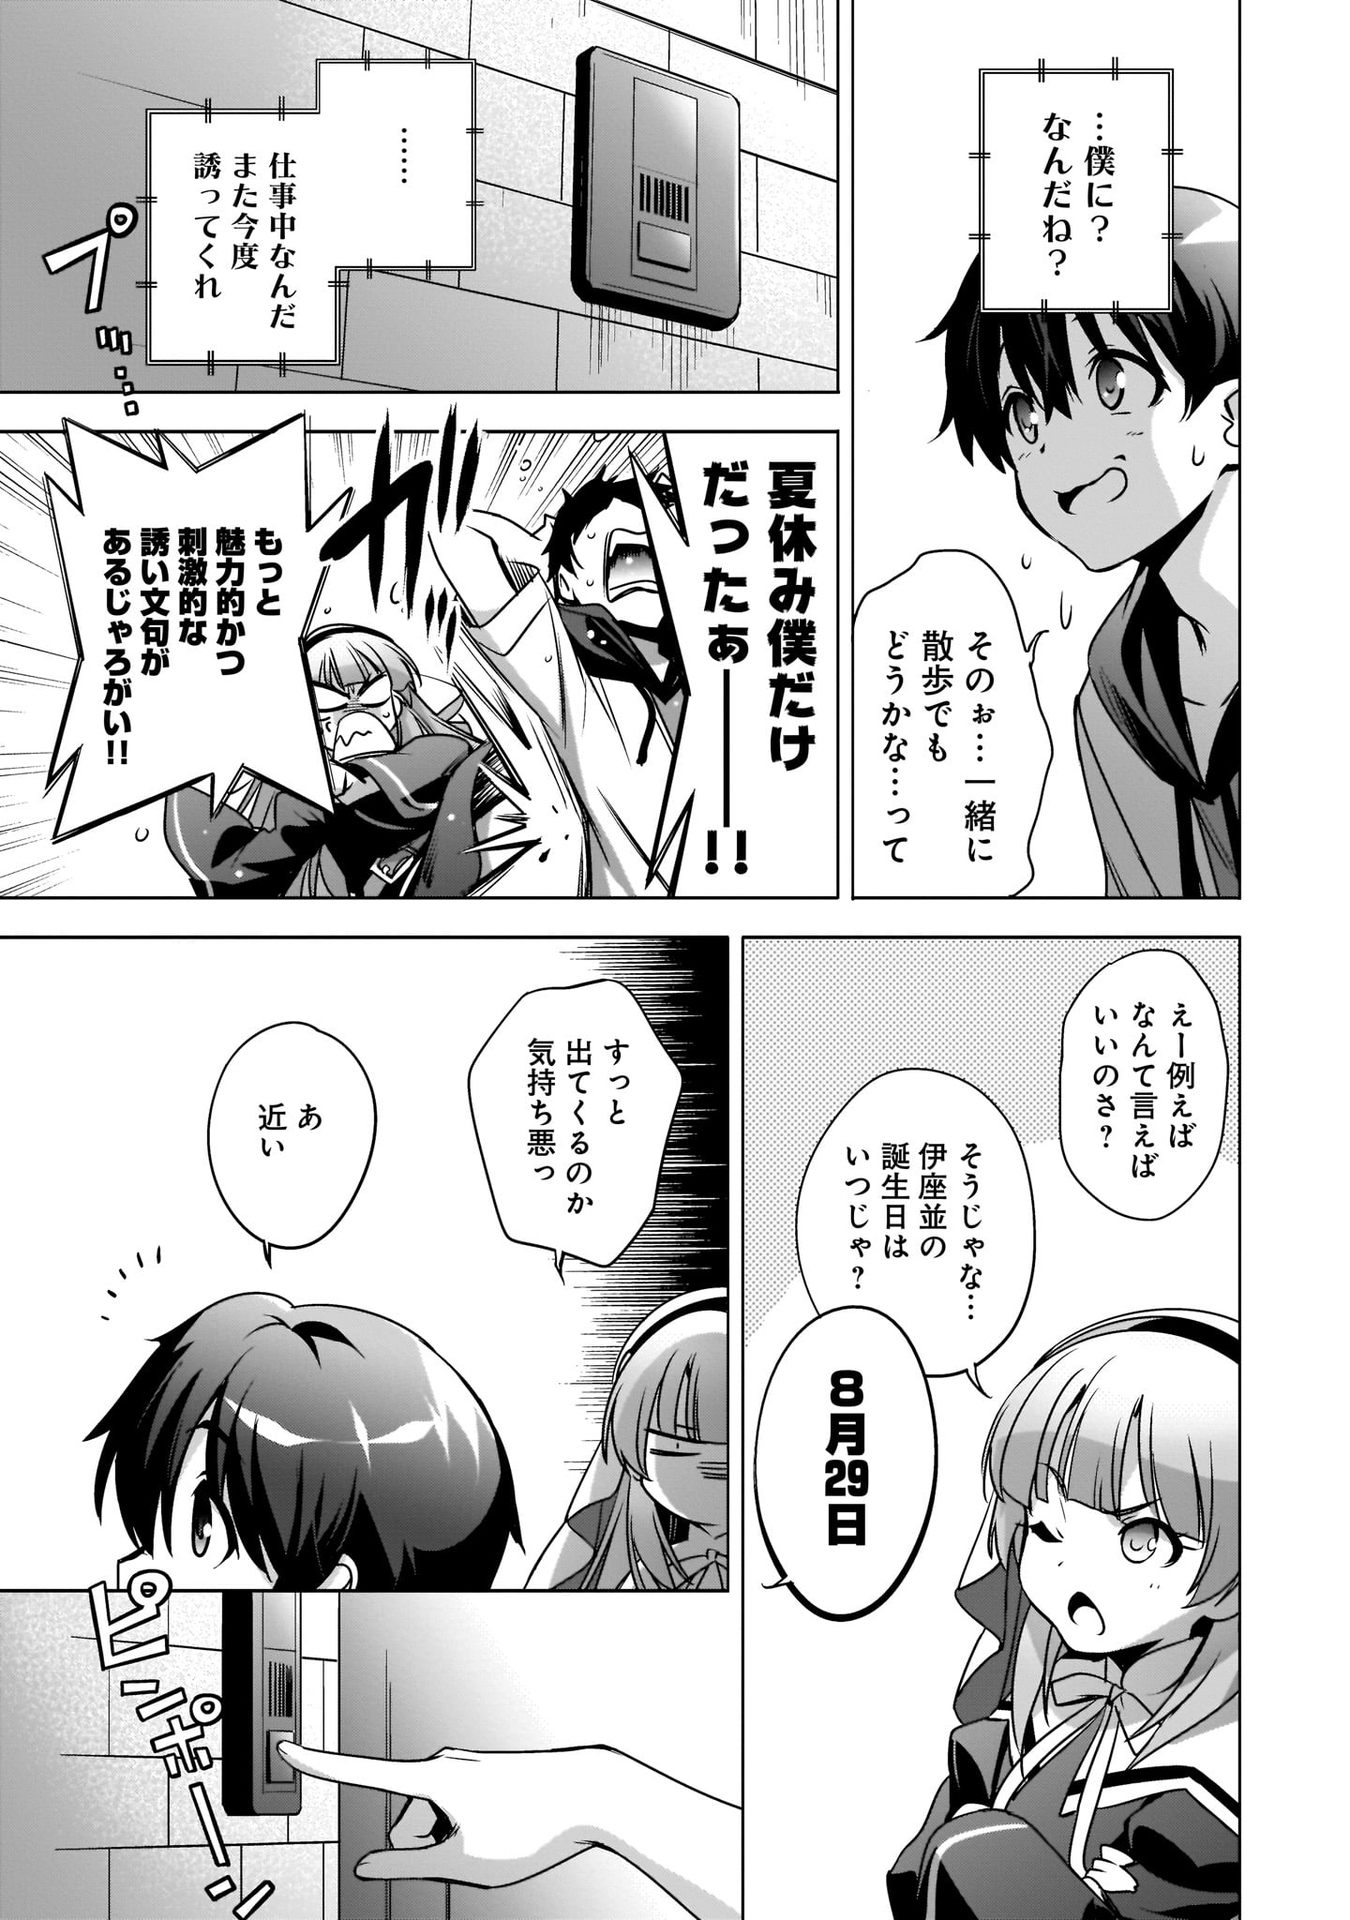 …僕に？
なんだね？
そのぉ…一緒に
散歩でも
どうかな…って
……
仕事中なんだ
また今度
誘ってくれ
プッ…
夏休み僕だけ
だったぁ――!!
ガッ
もっと
魅力的かつ
刺激的な
誘い文句が
あるじゃろがい!!
えー例えば
なんて言えば
いいのさ？
そうじゃな…
伊座並の
誕生日は
いつじゃ？
8月29日
すっと
出てくるのか
気持ち悪っ
あ
近い
ピンポーン